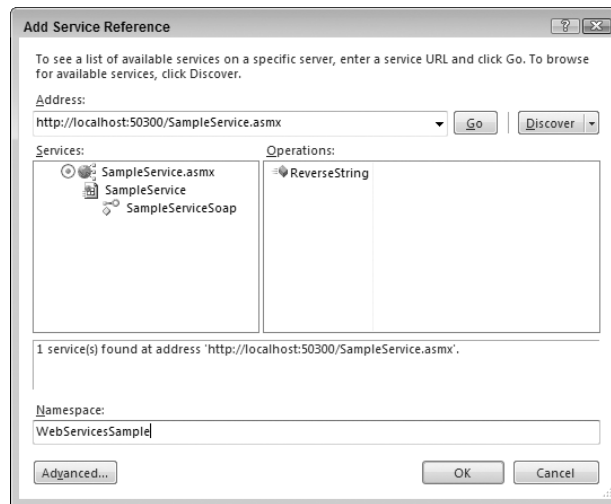 Add Service Reference
To see a list of available services on a specific server, enter a service URL and click Go. To browse
for available services, click Discover.
Address:
http://localhost:50300/SampleService.asmx
Go
Discover
Services:
Operations:
SampleService.asmx
SampleService
SampleServiceSoap
ReverseString
1 service(s) found at address 'http://localhost:50300/SampleService.asmx'.
Namespace:
WebServicesSample
Advanced...
OK
Cancel